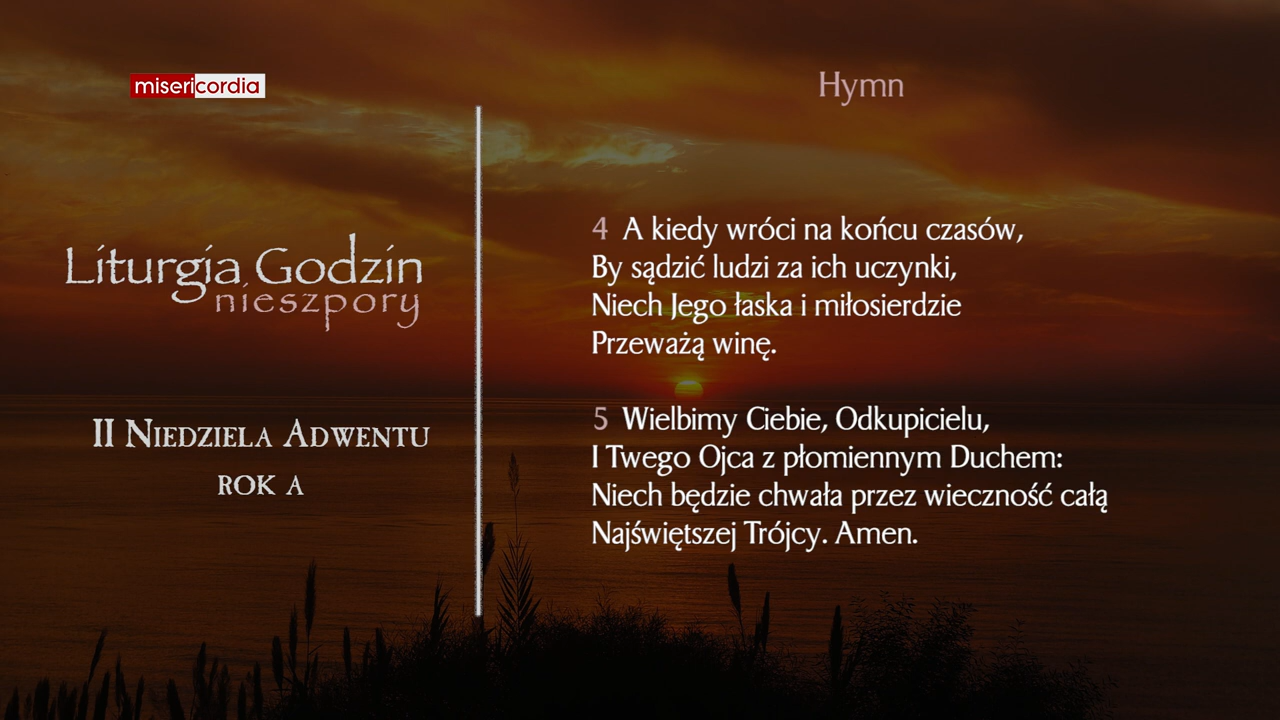 misericordia
Liturgia Godzin
nieszpory
II Niedziela Adwentu
rok A
Hymn
4 A kiedy wróci na końcu czasów,
By sądzić ludzi za ich uczynki,
Niech Jego łaska i miłosierdzie
Przeważą winę.
5 Wielbimy Ciebie, Odkupicielu,
I Twego Ojca z płomiennym Duchem:
Niech będzie chwała przez wieczność całą
Najświętszej Trójcy. Amen.